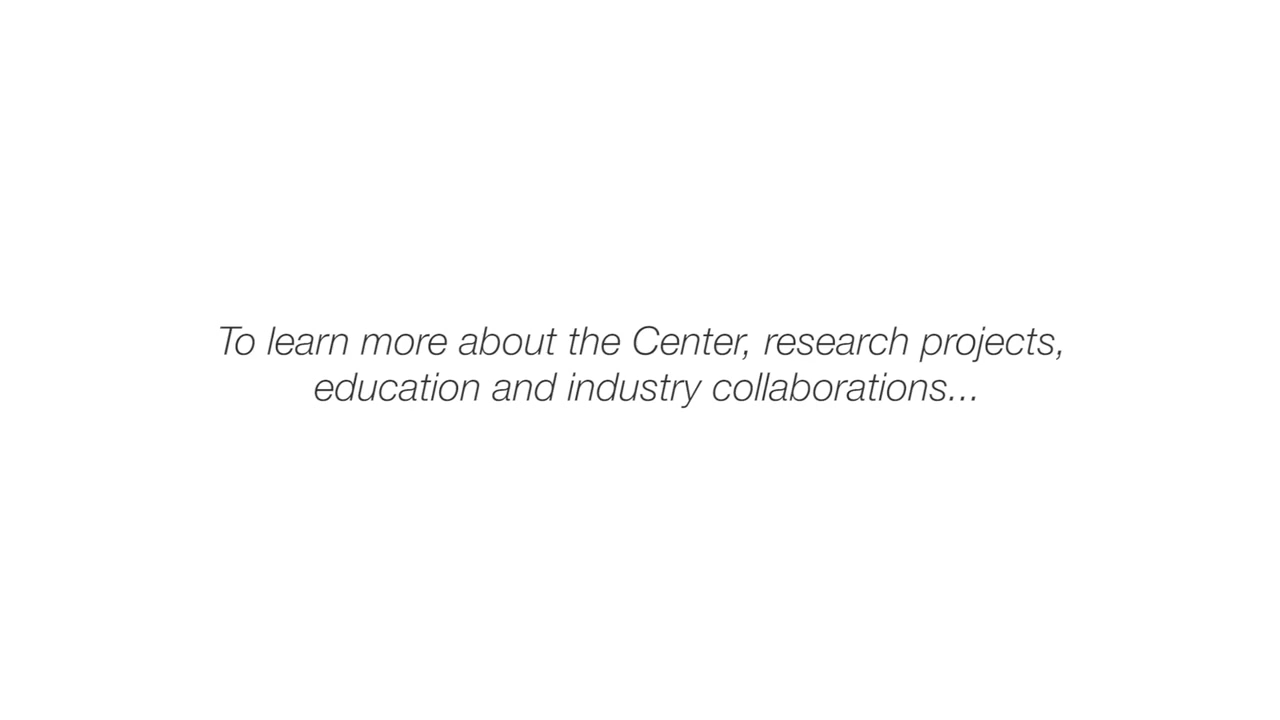 To learn more about the Center, research projects,
education and industry collaborations...